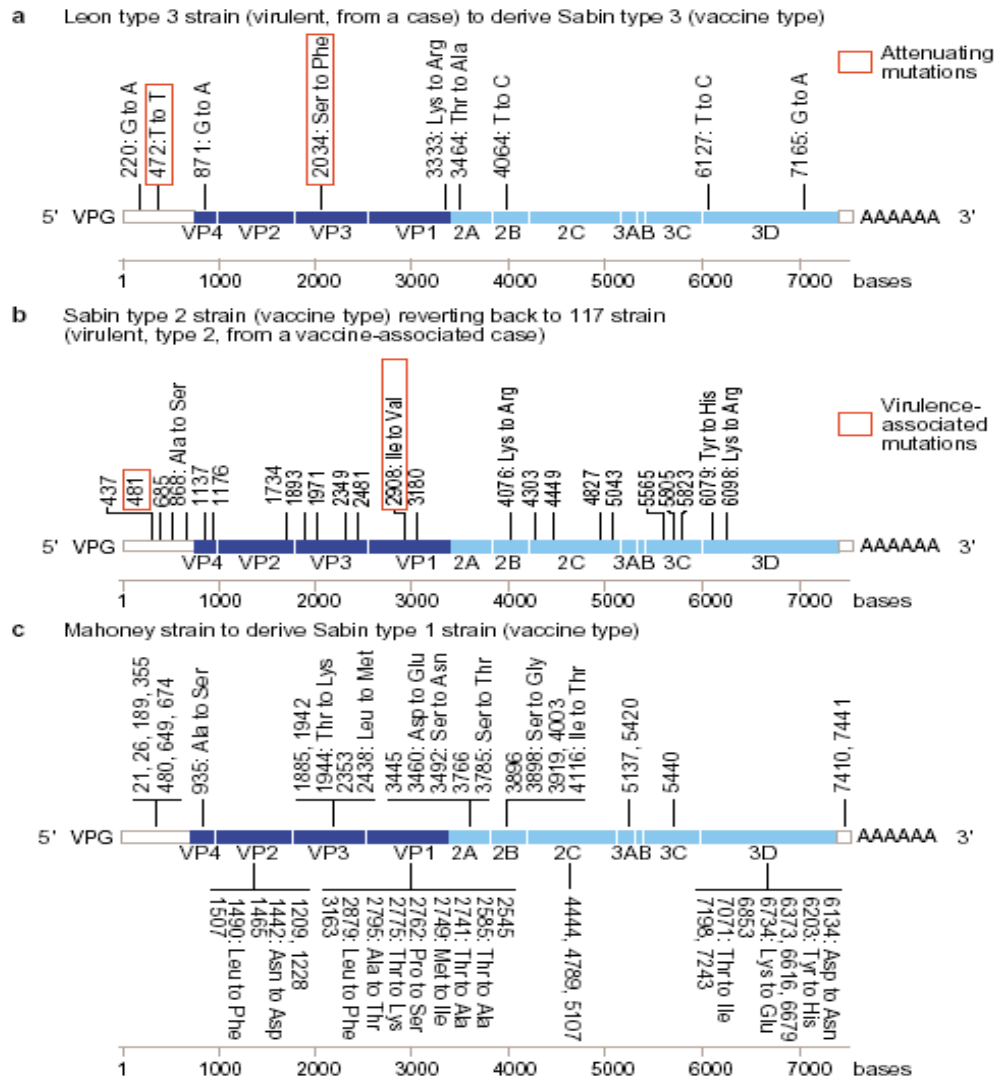 a Leon type 3 strain (virulent, from a case) to derive Sabin type 3 (vaccine type)
Attenuating
mutations
220: G to A
472: T to T
871: G to A
2034: Ser to Phe
3333: Lys to Arg
3464: Thr to Ala
4064: T to C
6127: T to C
7165: G to A
5' VPG AAAAAA 3'
VP4 VP2 VP3 VP1 2A 2B 2C 3AB 3C 3D
1 1000 2000 3000 4000 5000 6000 7000 bases
b Sabin type 2 strain (vaccine type) reverting back to 117 strain
(virulent, type 2, from a vaccine-associated case)
Virulence-
associated
mutations
437
481
685
868: Ala to Ser
1137
1176
1734
1893
1971
2349
2481
2908: Ile to Val
3180
4076: Lys to Arg
4303
4449
4827
5043
5565
5805
5823
6079: Tyr to His
6098: Lys to Arg
VPG AAAAAA 3'
VP4 VP2 VP3 VP1 2A 2B 2C 3AB 3C 3D
1 1000 2000 3000 4000 5000 6000 7000 bases
c Mahoney strain to derive Sabin type 1 strain (vaccine type)
21, 26, 189, 355
480, 649, 674
935: Ala to Ser
1885, 1942
1944: Thr to Lys
2353
2438: Leu to Met
3445
3460: Asp to Glu
3492: Ser to Asn
3766
3785: Ser to Thr
3896
3898: Ser to Gly
3919, 4003
4116: Ile to Thr
5137, 5420
5440
7410, 7441
5' VPG AAAAAA 3'
VP4 VP2 VP3 VP1 2A 2B 2C 3AB 3C 3D
1209, 1228
1442: Asn to Asp
1465
1490: Leu to Phe
1507
2545
2585: Thr to Ala
2741: Thr to Ala
2749: Met to Ile
2762: Pro to Ser
2775: Thr to Lys
2795: Ala to Thr
2879: Leu to Phe
3163
4444, 4789, 5107
6134: Asp to Asn
6203: Tyr to His
6373, 6616, 6679
6734: Lys to Glu
6853
7071: Thr to Ile
7198, 7243
1 1000 2000 3000 4000 5000 6000 7000 bases